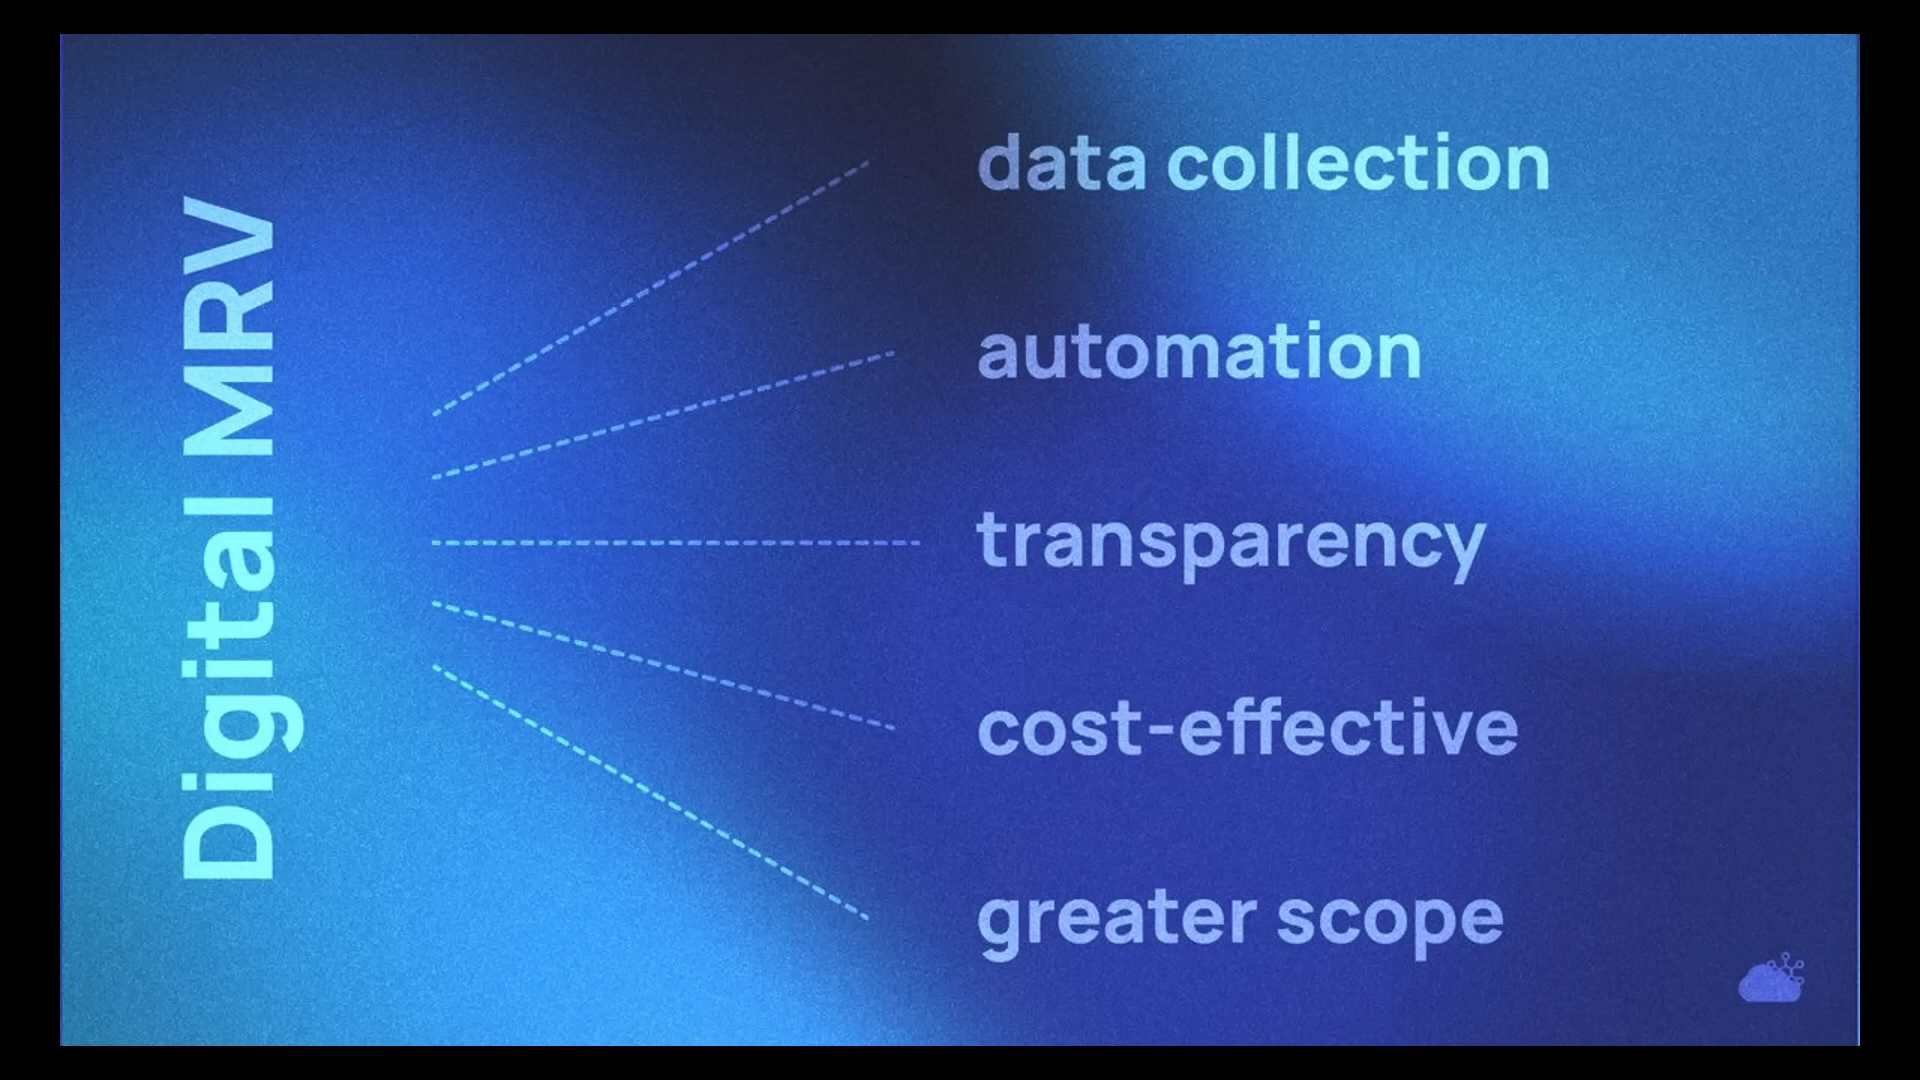 Digital MRV
data collection
automation
transparency
cost-effective
greater scope